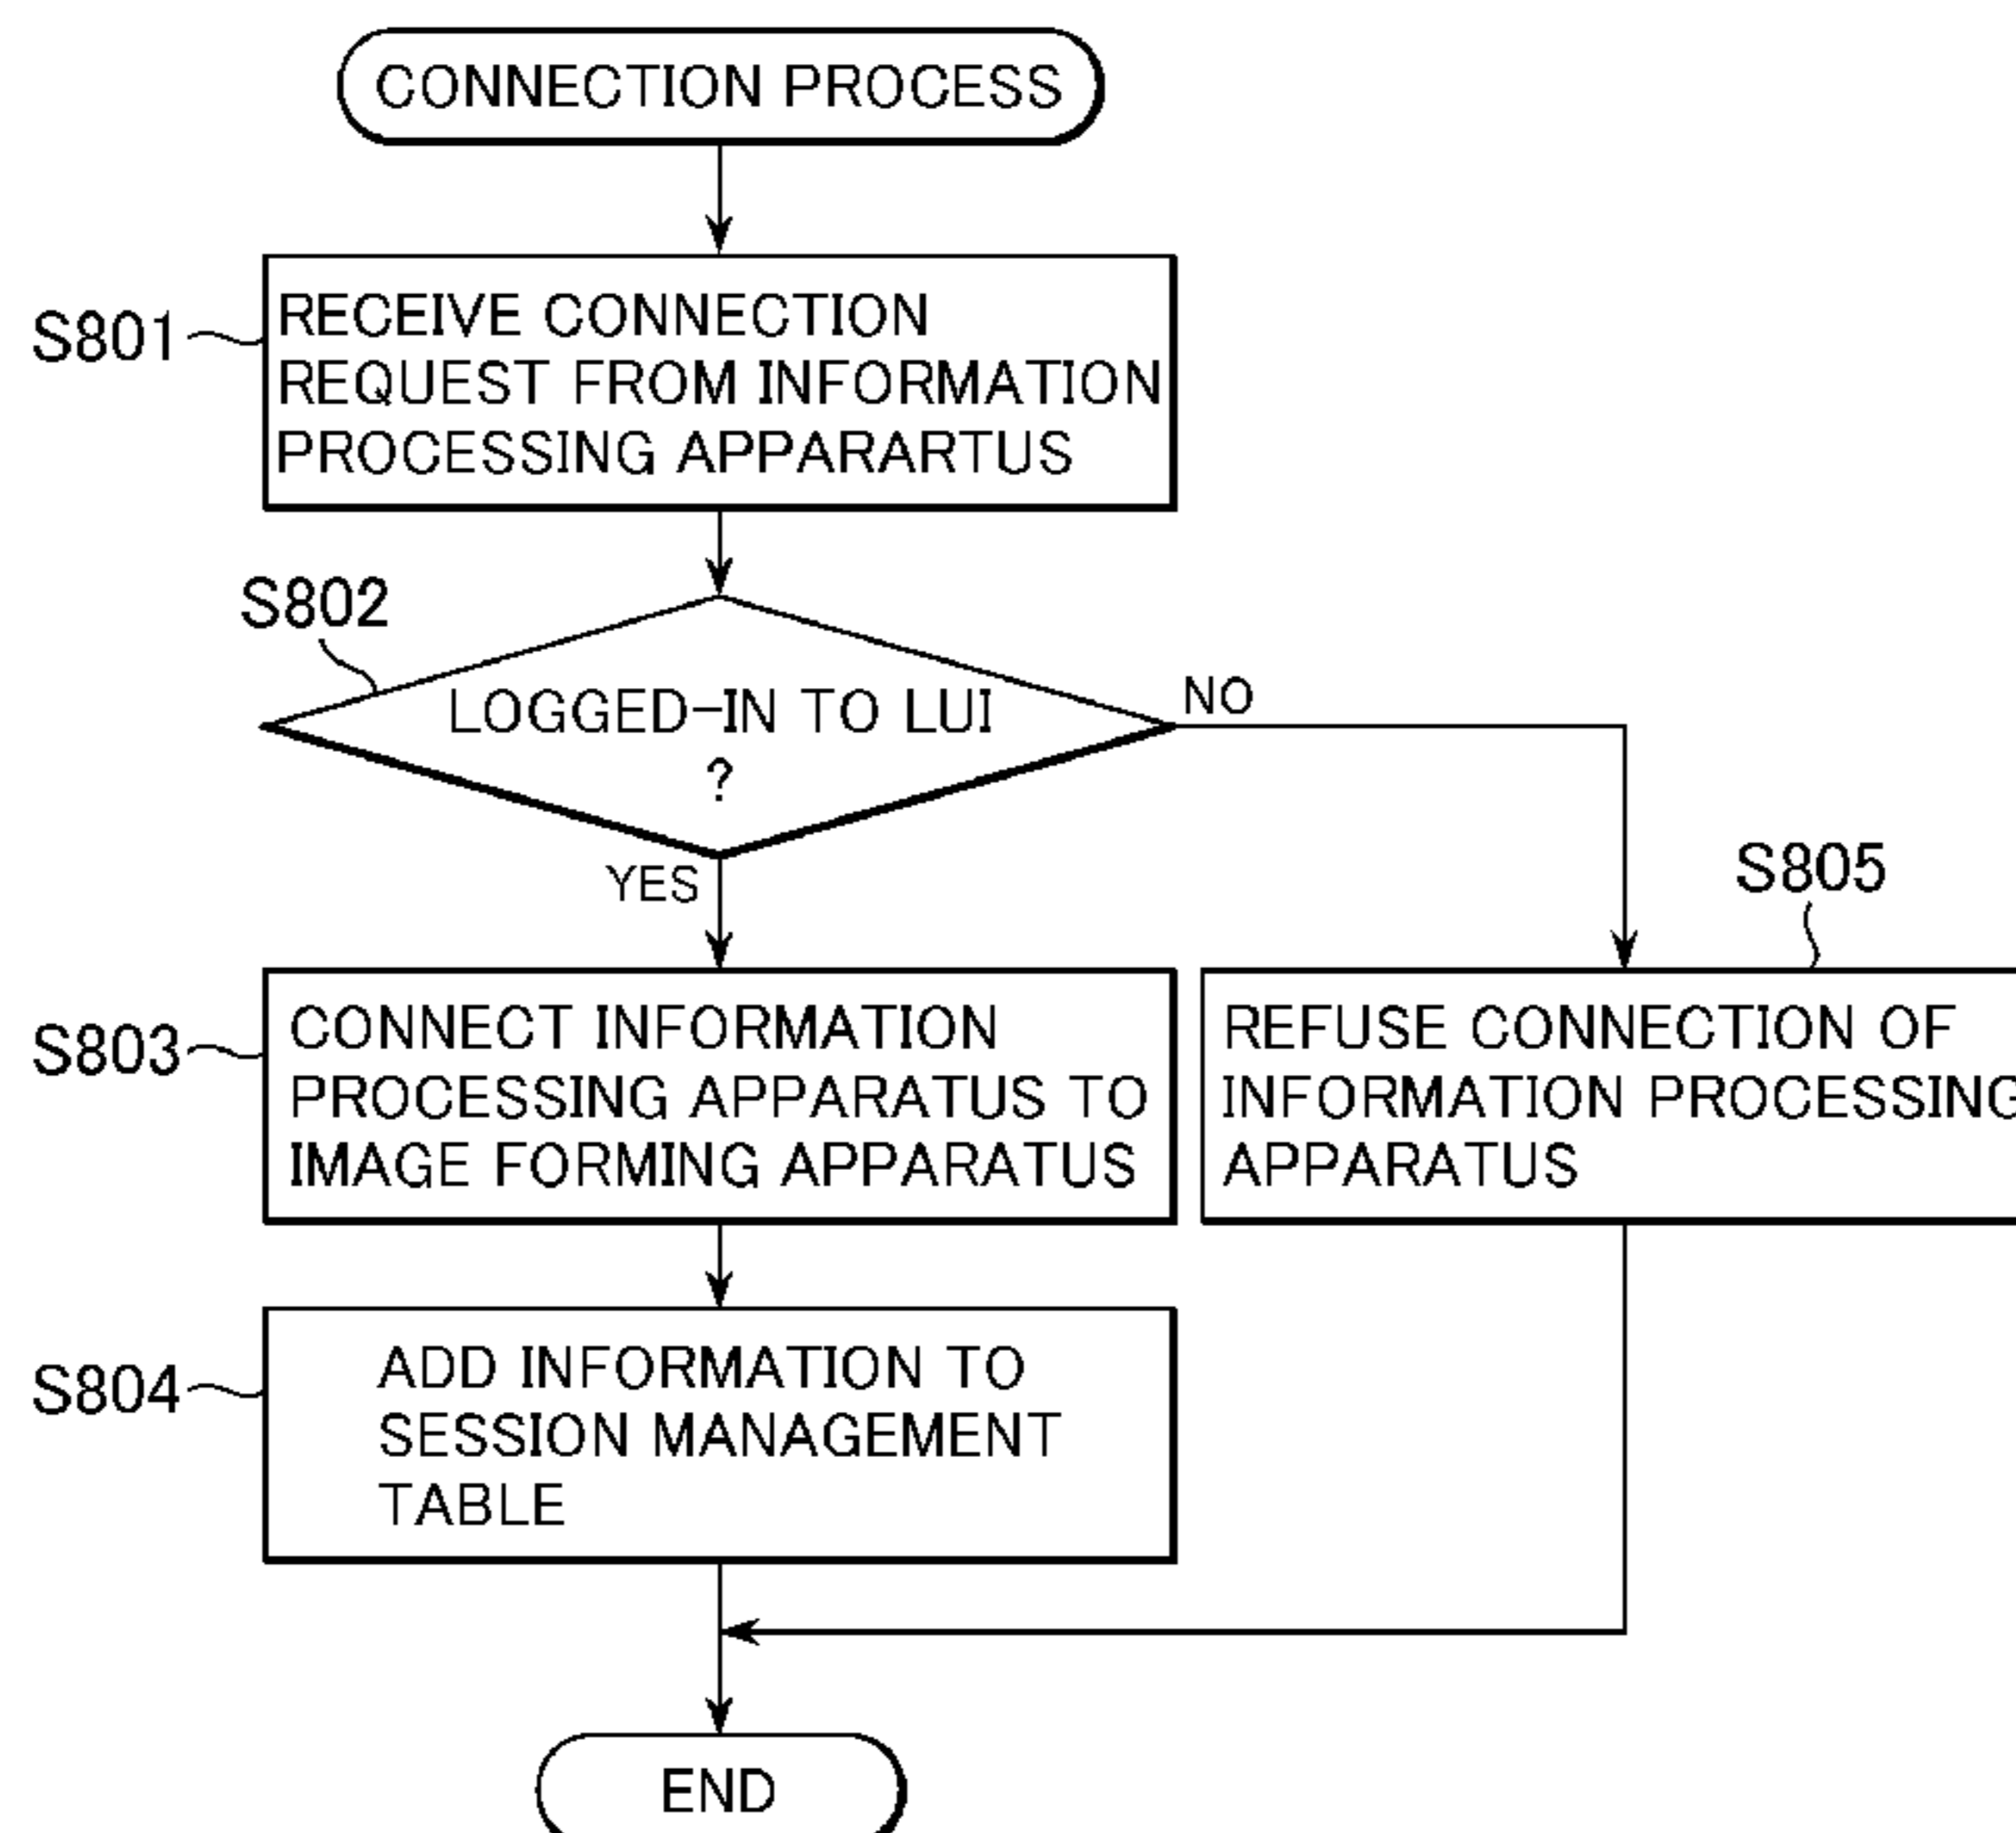 CONNECTION PROCESS
S801
RECEIVE CONNECTION
REQUEST FROM INFORMATION
PROCESSING APPARARTUS
S802
LOGGED-IN TO LUI
?
NO
YES
S805
S803
CONNECT INFORMATION
PROCESSING APPARATUS TO
IMAGE FORMING APPARATUS
REFUSE CONNECTION OF
INFORMATION PROCESSING
APPARATUS
S804
ADD INFORMATION TO
SESSION MANAGEMENT
TABLE
END